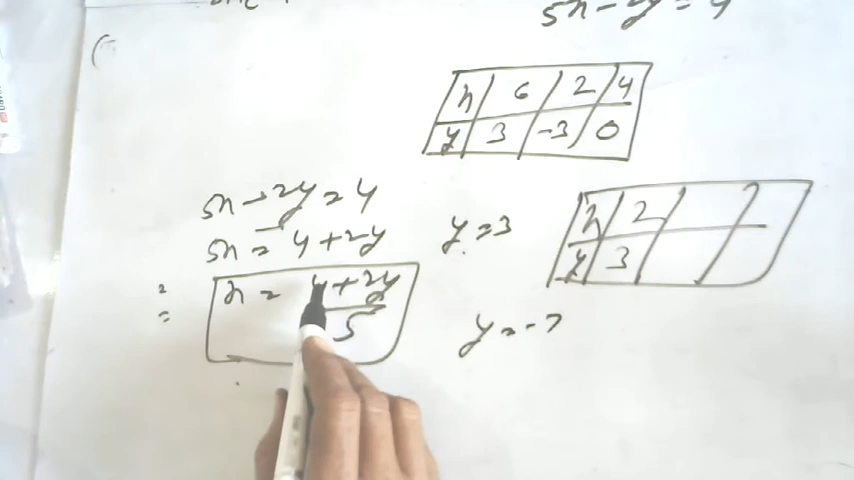 5x - 2y = 4
x 6 2 4
y 3 -3 0
5x - 2y = 4
5x = 4 + 2y
y = 3
x 2
y 3
x = 4 + 2y
5
y = -2